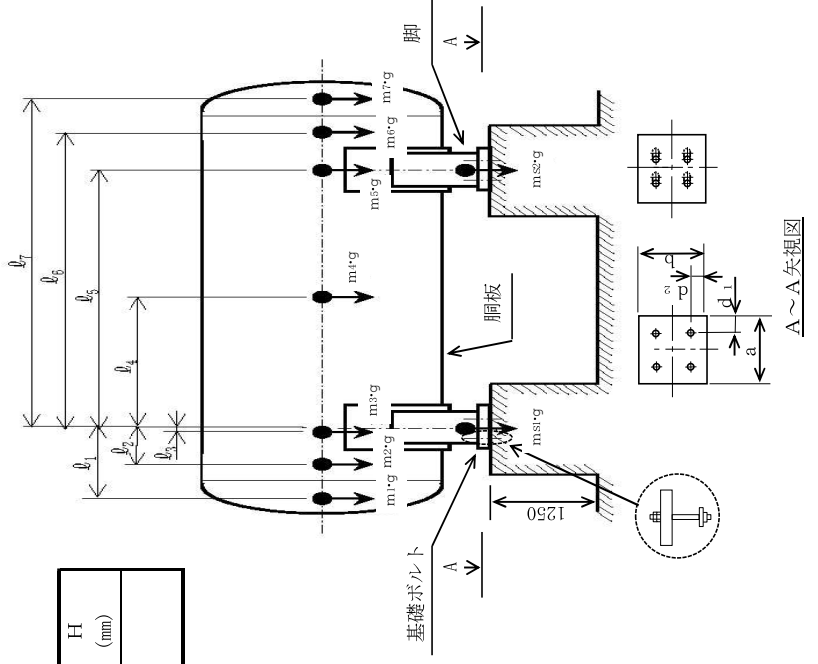 ℓ7
ℓ6
ℓ5
ℓ4
ℓ1
ℓ2
ℓ3
m1・g
m2・g
m3・g
m4・g
m5・g
m6・g
m7・g
ms1・g
ms2・g
脚
A
胴板
基礎ボルト
A
1250
H
(mm)
a
b
d1
d2
A～A矢視図